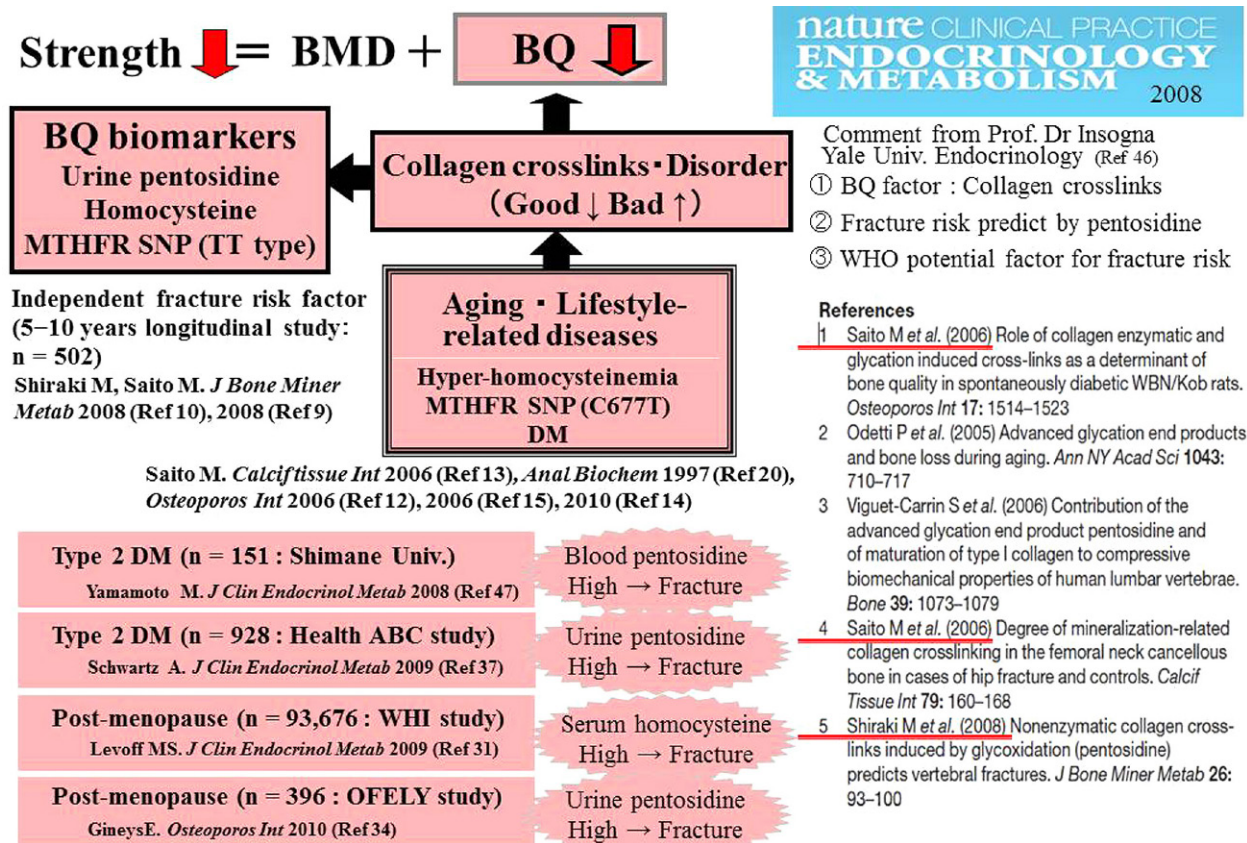 Strength = BMD + BQ
BQ biomarkers
Urine pentosidine
Homocysteine
MTHFR SNP (TT type)
Collagen crosslinks・Disorder
(Good ↓ Bad ↑)
Independent fracture risk factor
(5–10 years longitudinal study:
n = 502)
Shiraki M, Saito M. J Bone Miner
Metab 2008 (Ref 10), 2008 (Ref 9)
Aging・Lifestyle-
related diseases
Hyper-homocysteinemia
MTHFR SNP (C677T)
DM
Saito M. Calcif tissue Int 2006 (Ref 13), Anal Biochem 1997 (Ref 20),
Osteoporos Int 2006 (Ref 12), 2006 (Ref 15), 2010 (Ref 14)
Type 2 DM (n = 151 : Shimane Univ.)
Yamamoto M. J Clin Endocrinol Metab 2008 (Ref 47)
Blood pentosidine
High → Fracture
Type 2 DM (n = 928 : Health ABC study)
Schwartz A. J Clin Endocrinol Metab 2009 (Ref 37)
Urine pentosidine
High → Fracture
Post-menopause (n = 93,676 : WHI study)
Levoff MS. J Clin Endocrinol Metab 2009 (Ref 31)
Serum homocysteine
High → Fracture
Post-menopause (n = 396 : OFELY study)
GineysE. Osteoporos Int 2010 (Ref 34)
Urine pentosidine
High → Fracture
nature CLINICAL PRACTICE
ENDOCRINOLOGY
& METABOLISM
2008
Comment from Prof. Dr Insogna
Yale Univ. Endocrinology (Ref 46)
① BQ factor : Collagen crosslinks
② Fracture risk predict by pentosidine
③ WHO potential factor for fracture risk
References
1 Saito M et al. (2006) Role of collagen enzymatic and
glycation induced cross-links as a determinant of
bone quality in spontaneously diabetic WBN/Kob rats.
Osteoporos Int 17: 1514–1523
2 Odetti P et al. (2005) Advanced glycation end products
and bone loss during aging. Ann NY Acad Sci 1043:
710–717
3 Viguet-Carrin S et al. (2006) Contribution of the
advanced glycation end product pentosidine and
of maturation of type I collagen to compressive
biomechanical properties of human lumbar vertebrae.
Bone 39: 1073–1079
4 Saito M et al. (2006) Degree of mineralization-related
collagen crosslinking in the femoral neck cancellous
bone in cases of hip fracture and controls. Calcif
Tissue Int 79: 160–168
5 Shiraki M et al. (2008) Nonenzymatic collagen cross-
links induced by glycoxidation (pentosidine)
predicts vertebral fractures. J Bone Miner Metab 26:
93–100